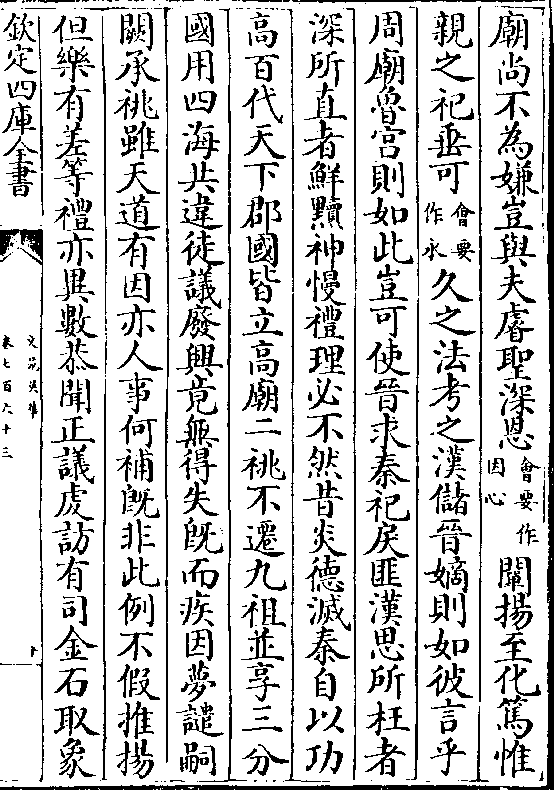 廟尚不為嫌豈與夫睿聖深思會要作因心闡揚至化篤惟
親之祀垂可會要作永久之法考之漢儲晉嫡則如彼言乎
周廟魯宫則如此豈可使晉求秦祀戾匪漢思所枉者
深所直者鮮黷神慢禮理必不然昔炎德滅秦自以功
高百代天下郡國皆立高廟二祧不遷九祖並享三分
國用四海共違徒議廢興竟無得失既而疾因夢譴嗣
闕承祧雖天道有因亦人事何補既非此例不假推揚
但樂有差等禮亦異數恭聞正議虔訪有司金石取象
欽定四庫全書
文苑英華
卷七百六十三